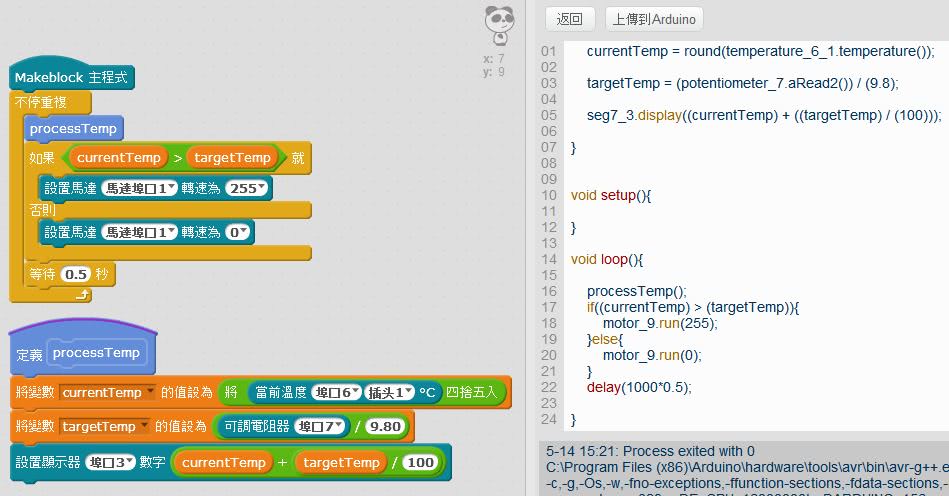 x: 7
y: 9
Makeblock 主程式
不停重複
processTemp
如果 currentTemp > targetTemp 就
設置馬達 馬達埠口1 轉速為 255
否則
設置馬達 馬達埠口1 轉速為 0
等待 0.5 秒
定義 processTemp
將變數 currentTemp 的值設為 將 當前溫度 埠口6 插头1 °C 四捨五入
將變數 targetTemp 的值設為 可調電阻器 埠口7 / 9.80
設置顯示器 埠口3 數字 currentTemp + targetTemp / 100
返回 上傳到Arduino
01 currentTemp = round(temperature_6_1.temperature());
02
03 targetTemp = (potentiometer_7.aRead2()) / (9.8);
04
05 seg7_3.display((currentTemp) + ((targetTemp) / (100)));
06
07 }
08
09
10 void setup(){
11
12 }
13
14 void loop(){
15
16 processTemp();
17 if((currentTemp) > (targetTemp)){
18 motor_9.run(255);
19 }else{
20 motor_9.run(0);
21 }
22 delay(1000*0.5);
23
24 }
5-14 15:21: Process exited with 0
C:\Program Files (x86)\Arduino\hardware\tools\avr\bin\avr-g++.e
-c,-g,-Os,-w,-fno-exceptions,-ffunction-sections,-fdata-sections,-